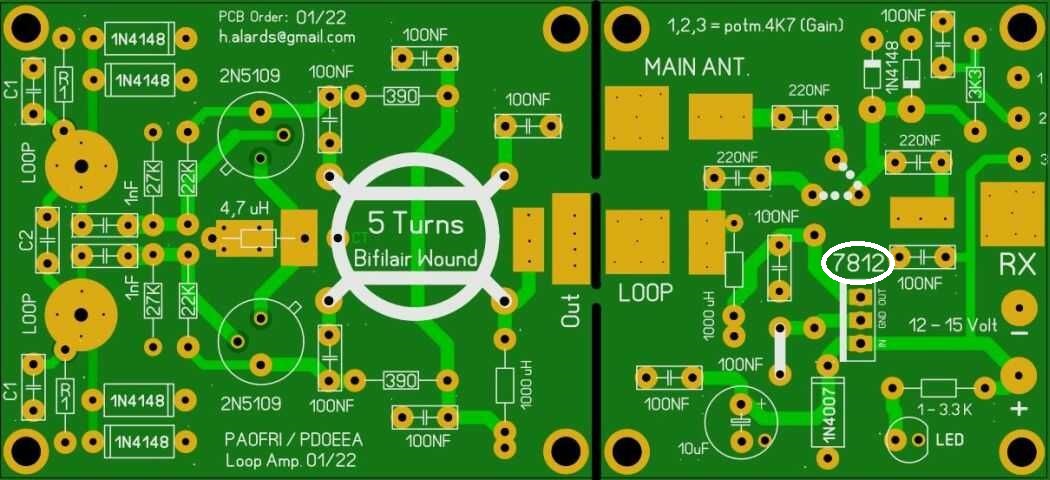 PCB Order: 01/22
h.alards@gmail.com
1N4148
1N4148
C1
R1
LOOP
2N5109
100NF
100NF
390
100NF
1nF
27K
22K
C2
4,7 uH
5 Turns
Bifilair Wound
CT
Out
1nF
27K
22K
LOOP
C1
R1
1N4148
1N4148
2N5109
100NF
390
100NF
1000 uH
PA0FRI / PD0EEA
Loop Amp. 01/22
1,2,3 = potm.4K7 (Gain)
100NF
MAIN ANT.
1N4148
3K3
1
2
3
220NF
220NF
220NF
100NF
7812
100NF
RX
LOOP
1000 uH
OUT
GND
IN
12 - 15 Volt
-
+
100NF
100NF
+
10uF
1N4007
1 - 3.3 K
LED